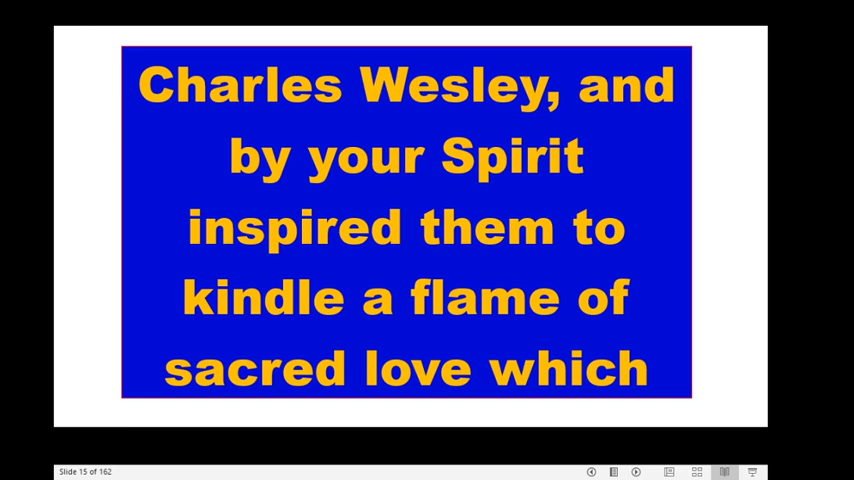 Charles Wesley, and
by your Spirit
inspired them to
kindle a flame of
sacred love which
Slide 15 of 162